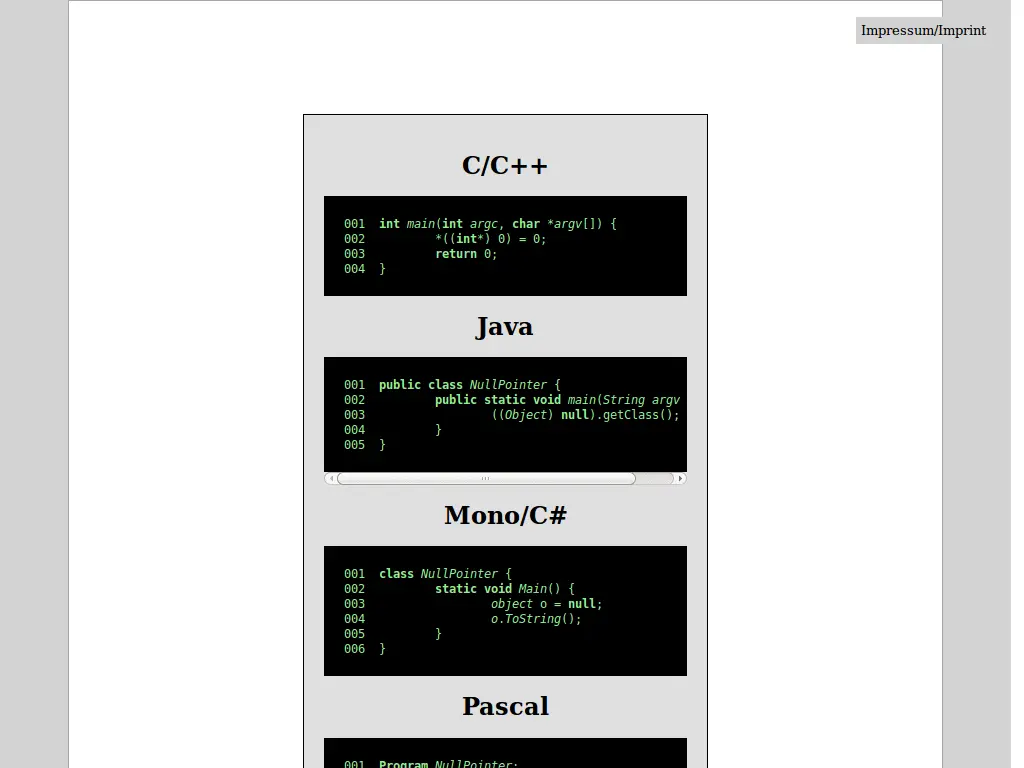 Impressum/Imprint
C/C++
001 int main(int argc, char *argv[]) {
002 *((int*) 0) = 0;
003 return 0;
004 }
Java
001 public class NullPointer {
002 public static void main(String argv
003 ((Object) null).getClass();
004 }
005 }
Mono/C#
001 class NullPointer {
002 static void Main() {
003 object o = null;
004 o.ToString();
005 }
006 }
Pascal
001 Program NullPointer;